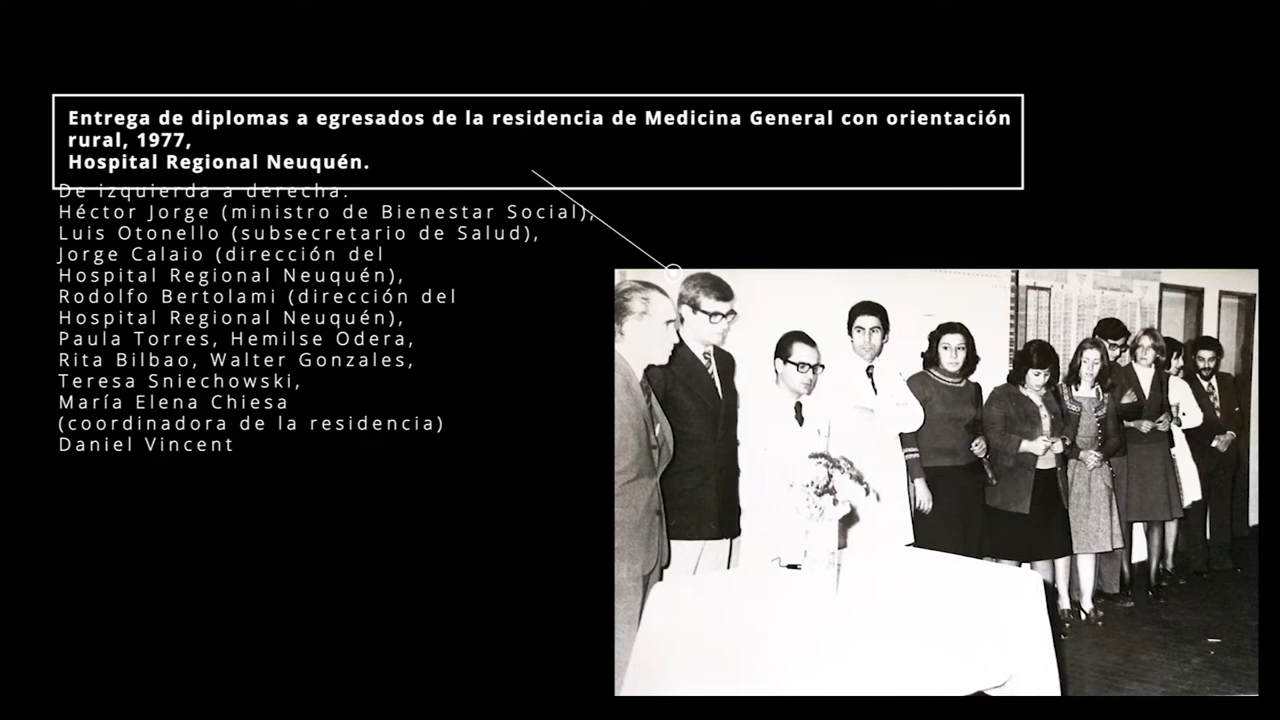 Entrega de diplomas a egresados de la residencia de Medicina General con orientación
rural, 1977,
Hospital Regional Neuquén.
De izquierda a derecha:
Héctor Jorge (ministro de Bienestar Social),
Luis Otonello (subsecretario de Salud),
Jorge Calaio (dirección del
Hospital Regional Neuquén),
Rodolfo Bertolami (dirección del
Hospital Regional Neuquén),
Paula Torres, Hemilse Odera,
Rita Bilbao, Walter Gonzales,
Teresa Sniechowski,
María Elena Chiesa
(coordinadora de la residencia)
Daniel Vincent